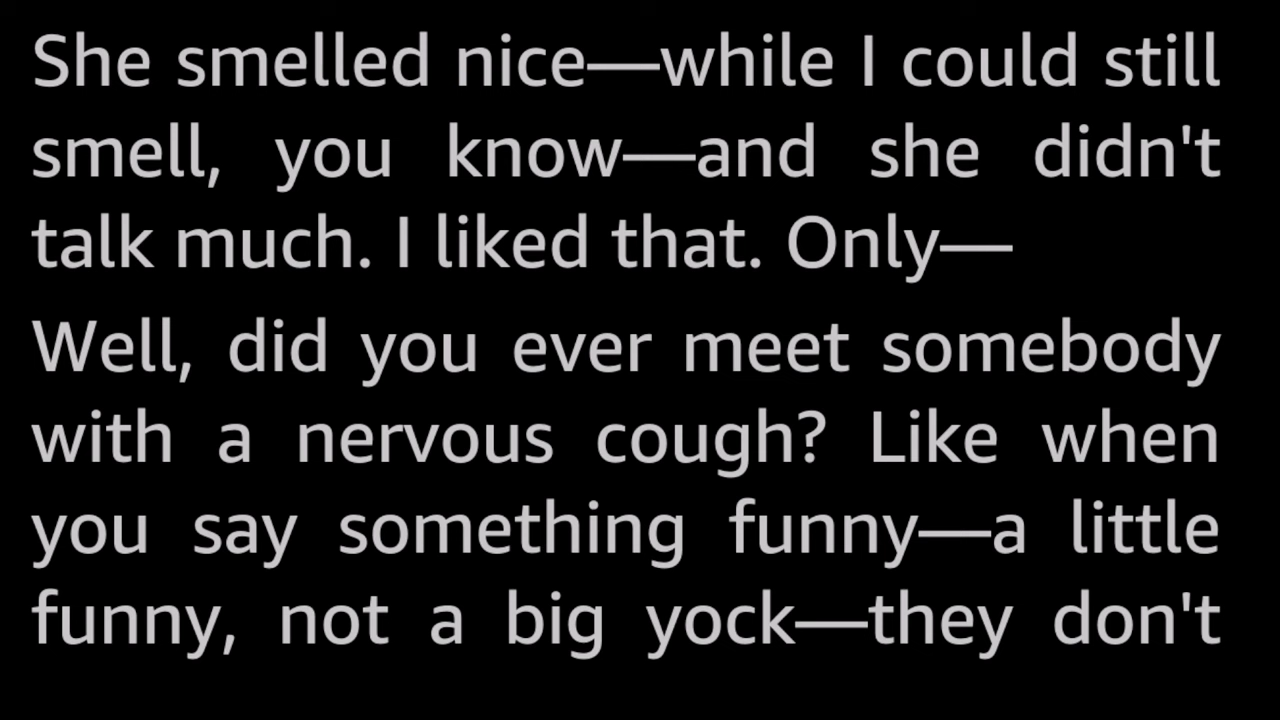 She smelled nice—while I could still
smell, you know—and she didn't
talk much. I liked that. Only—
Well, did you ever meet somebody
with a nervous cough? Like when
you say something funny—a little
funny, not a big yock—they don't